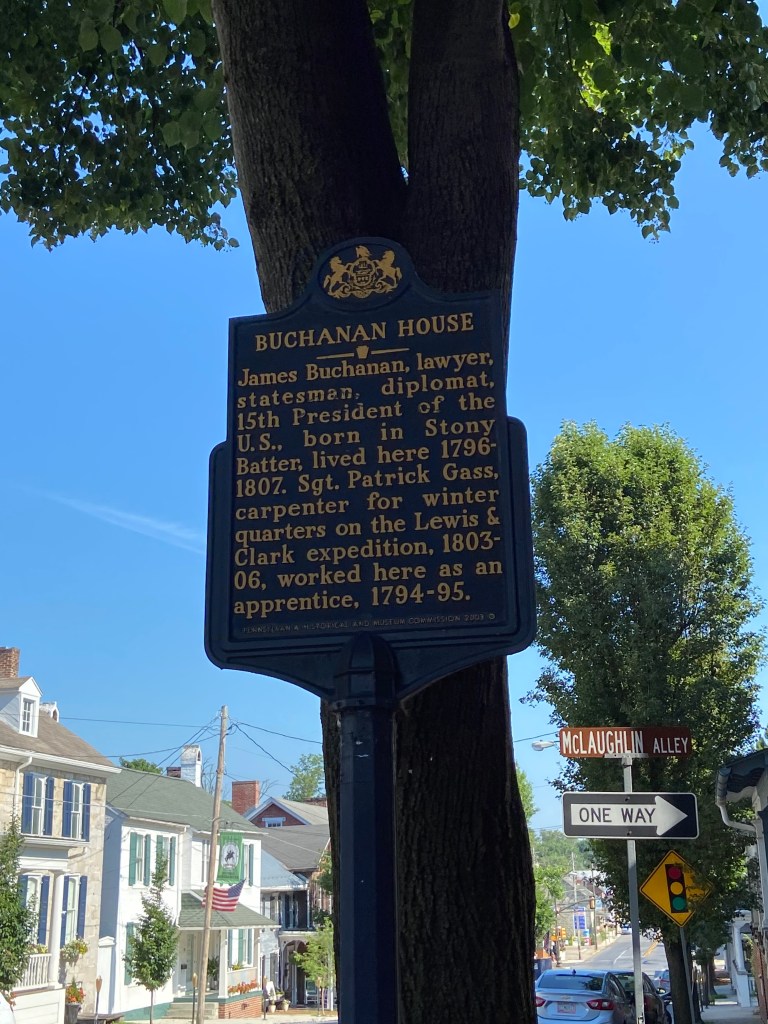 BUCHANAN HOUSE
James Buchanan, lawyer,
statesman, diplomat,
15th President of the
U.S., born in Stony
Batter, lived here 1796-
1807. Sgt. Patrick Gass,
carpenter for winter
quarters on the Lewis &
Clark expedition, 1803-
06, worked here as an
apprentice, 1794-95.
PENNSYLVANIA HISTORICAL AND MUSEUM COMMISSION 2003 ©
MCLAUGHLIN ALLEY
ONE WAY